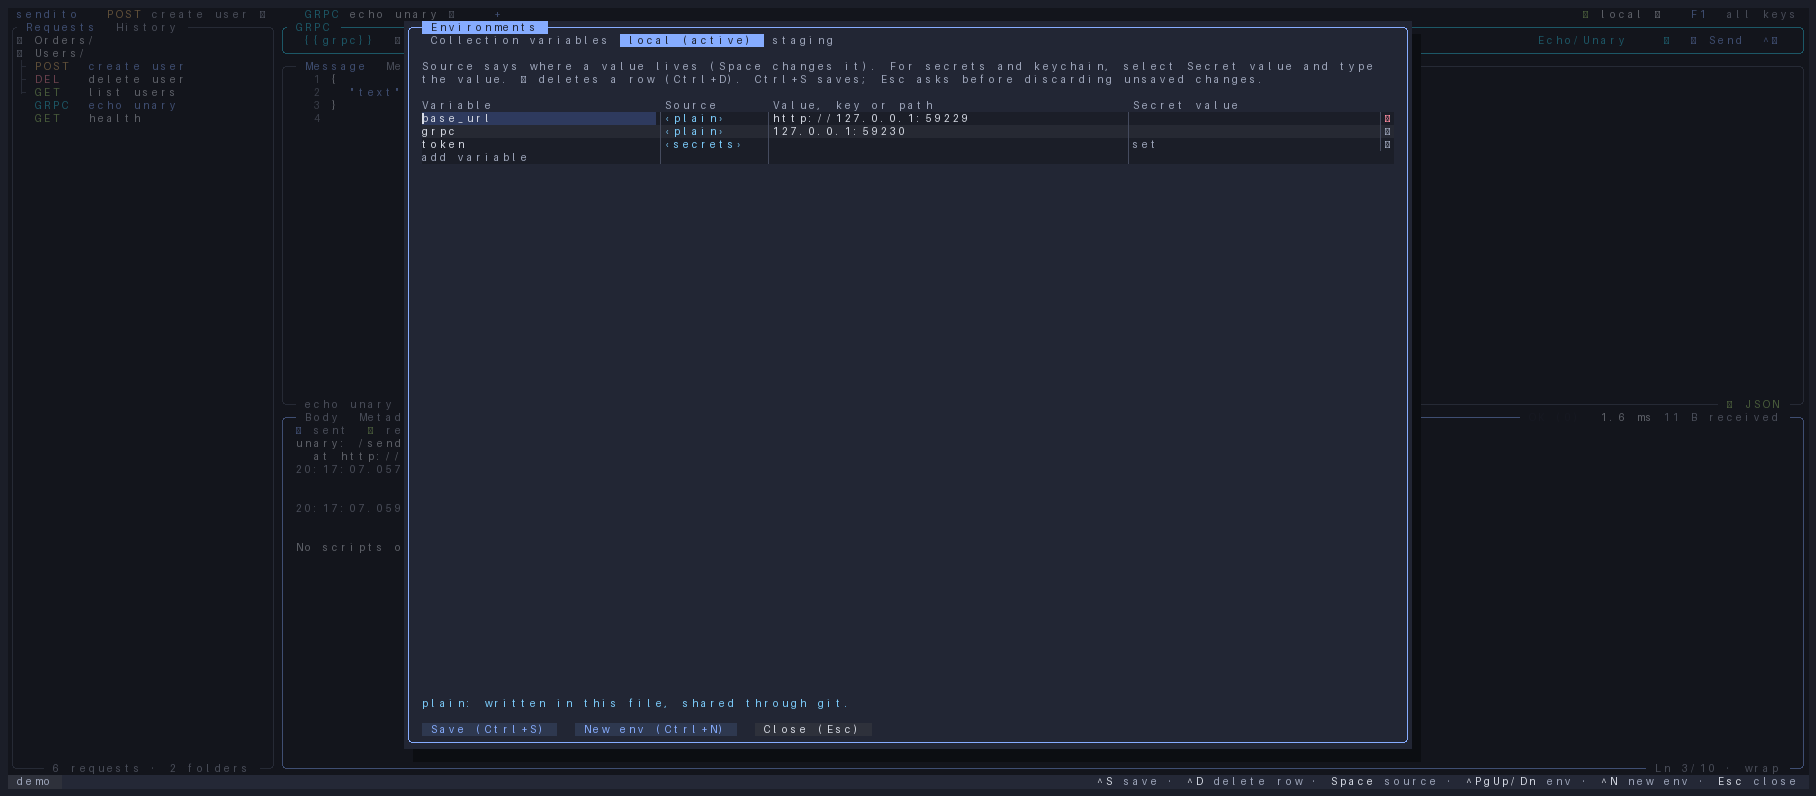 sendito POST create user GRPC echo unary + local F1 all keys
Requests History
GRPC
Environments
Orders/
{{grpc}}
Collection variables local (active) staging
Echo/Unary Send ^
Users/
POST create user
Message Me
Source says where a value lives (Space changes it). For secrets and keychain, select Secret value and type
DEL delete user
1 {
the value. deletes a row (Ctrl+D). Ctrl+S saves; Esc asks before discarding unsaved changes.
GET list users
2 "text"
GRPC echo unary
3 }
Variable Source Value, key or path Secret value
GET health
4
base_url ‹plain› http://127.0.0.1:59229
grpc ‹plain› 127.0.0.1:59230
token ‹secrets› set
add variable
echo unary
JSON
Body Metad
1.6 ms 11 B received
sent re
unary: /send
at http://
20:17:07.057
20:17:07.059
No scripts o
plain: written in this file, shared through git.
Save (Ctrl+S) New env (Ctrl+N) Close (Esc)
6 requests · 2 folders
Ln 3/10 · wrap
demo
^S save · ^D delete row · Space source · ^PgUp/Dn env · ^N new env · Esc close